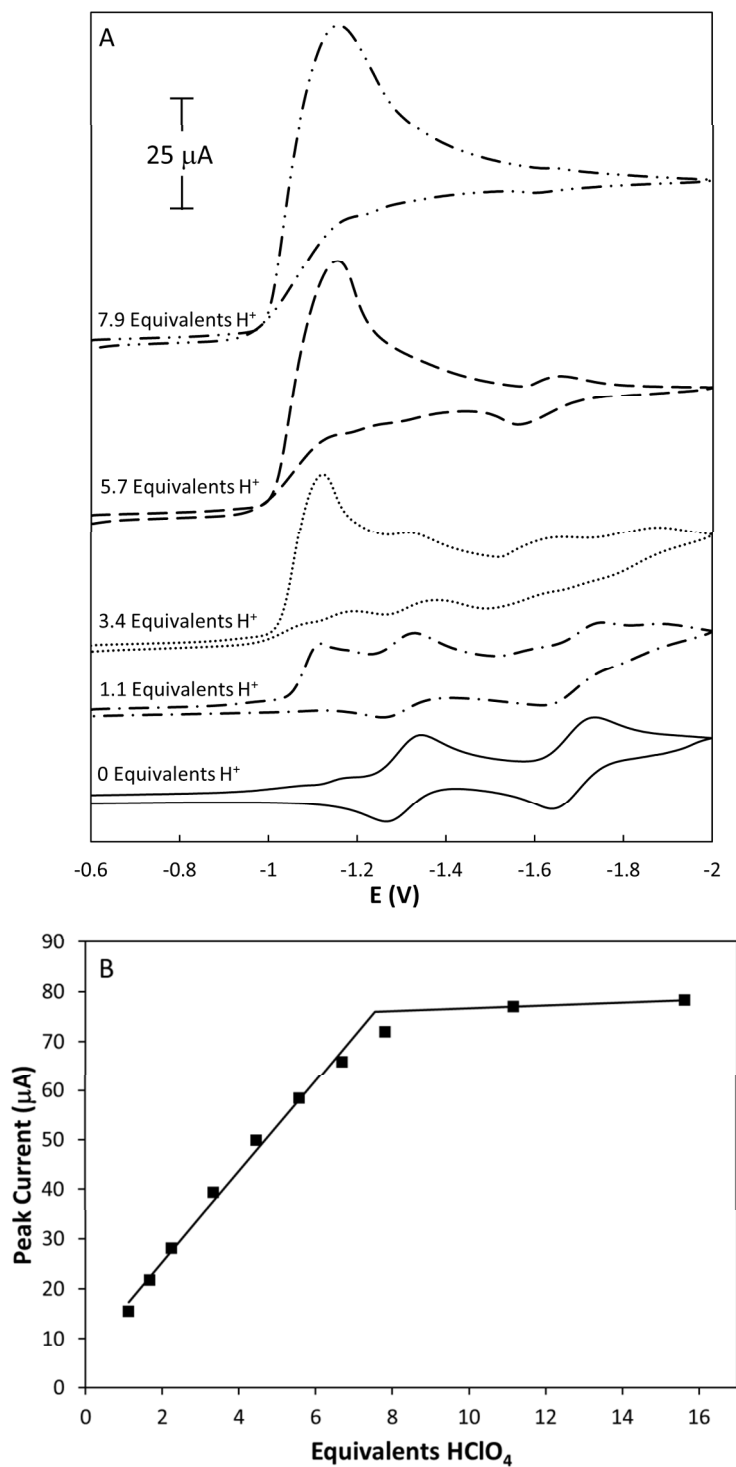 A
25 μA
7.9 Equivalents H⁺
5.7 Equivalents H⁺
3.4 Equivalents H⁺
1.1 Equivalents H⁺
0 Equivalents H⁺
-0.6 -0.8 -1 -1.2 -1.4 -1.6 -1.8 -2
E (V)
B
90
80
70
60
50
40
30
20
10
0
Peak Current (μA)
0 2 4 6 8 10 12 14 16
Equivalents HClO₄